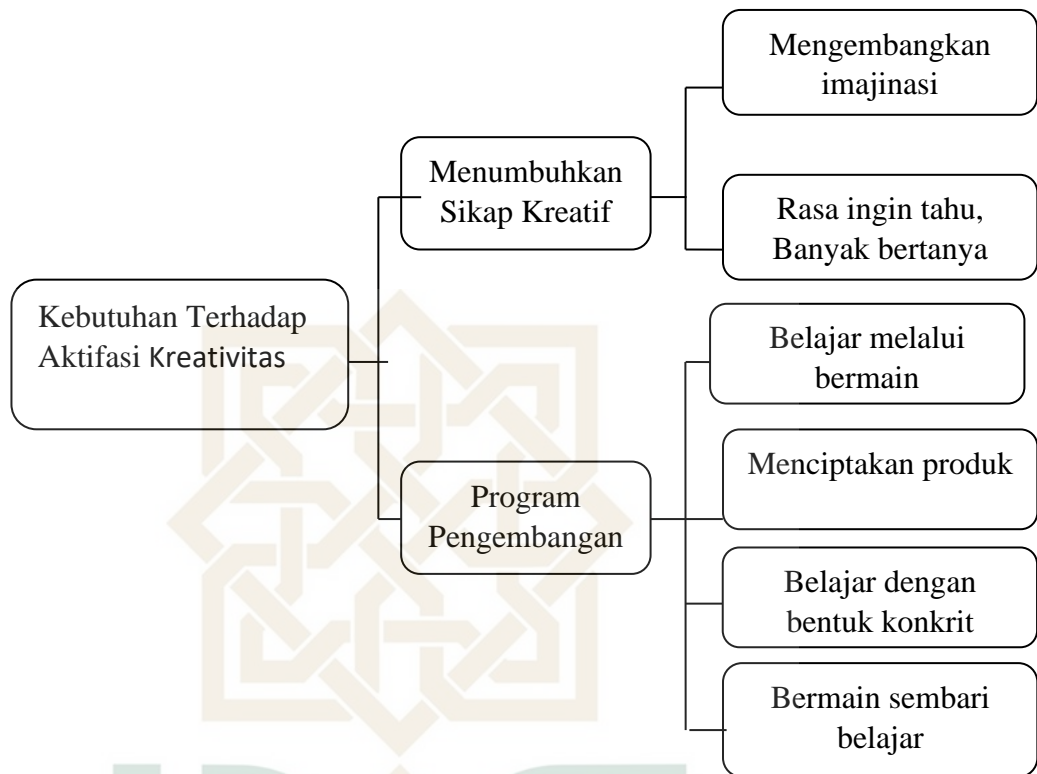 Mengembangkan
imajinasi
Menumbuhkan
Sikap Kreatif
Rasa ingin tahu,
Banyak bertanya
Kebutuhan Terhadap
Aktifasi Kreativitas
Belajar melalui
bermain
Menciptakan produk
Program
Pengembangan
Belajar dengan
bentuk konkrit
Bermain sembari
belajar